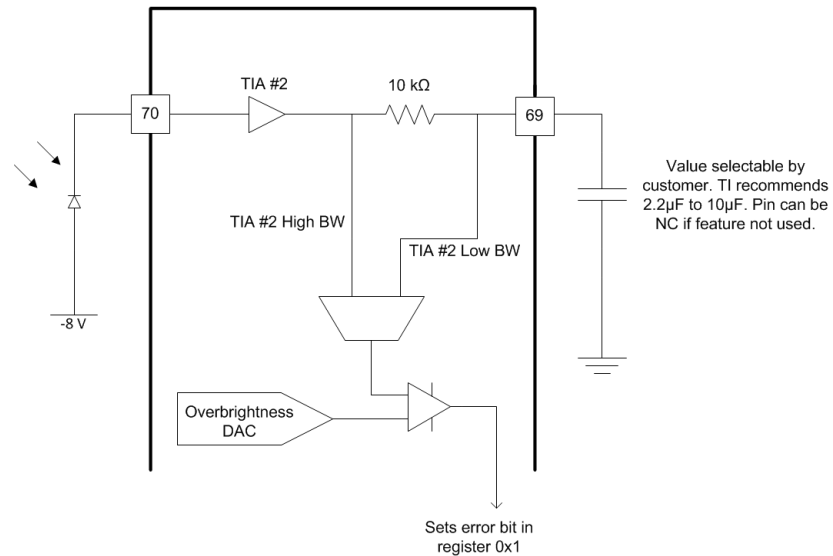 TIA #2
10 kΩ
70
69
Value selectable by
customer. TI recommends
2.2µF to 10µF. Pin can be
NC if feature not used.
TIA #2 High BW
TIA #2 Low BW
-8 V
Overbrightness
DAC
Sets error bit in
register 0x1